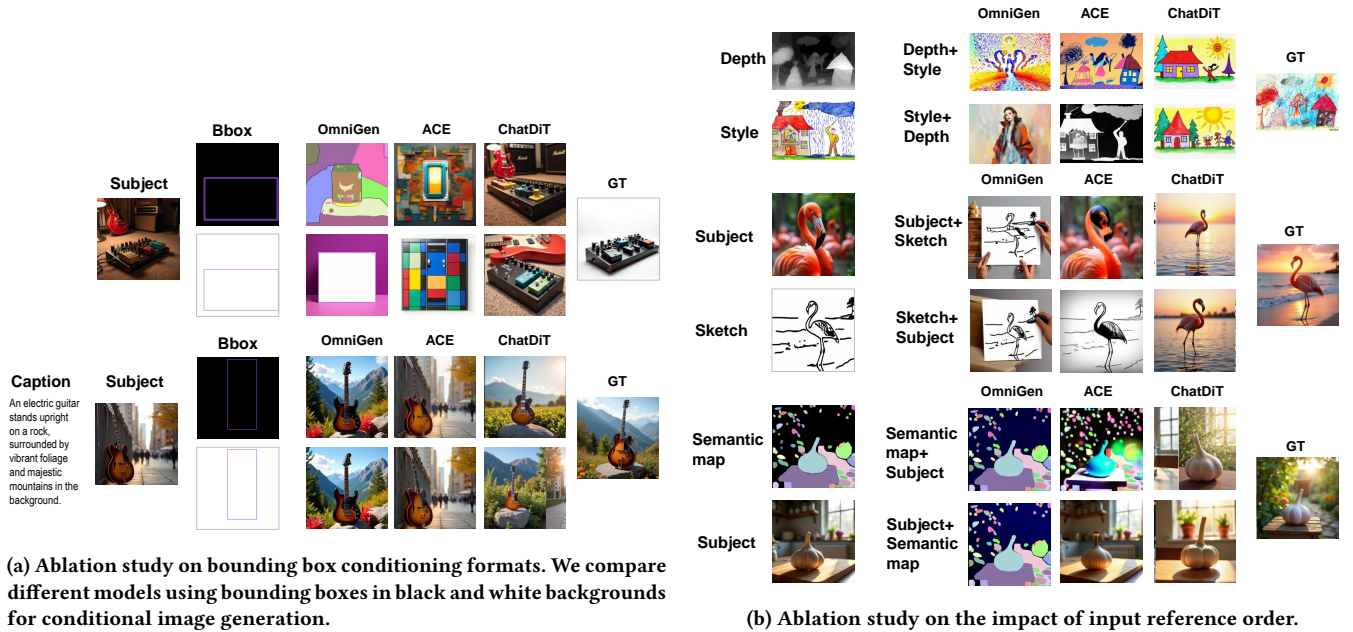 Bbox
OmniGen
ACE
ChatDiT
Subject
GT
Bbox
OmniGen
ACE
ChatDiT
Caption
Subject
GT
An electric guitar
stands upright
on a rock,
surrounded by
vibrant foliage
and majestic
mountains in the
background.
(a) Ablation study on bounding box conditioning formats. We compare
different models using bounding boxes in black and white backgrounds
for conditional image generation.
OmniGen
ACE
ChatDiT
Depth
Depth+
Style
GT
Style
Style+
Depth
OmniGen
ACE
ChatDiT
Subject
Subject+
Sketch
GT
Sketch
Sketch+
Subject
OmniGen
ACE
ChatDiT
Semantic
map
Semantic
map+
Subject
GT
Subject
Subject+
Semantic
map
(b) Ablation study on the impact of input reference order.